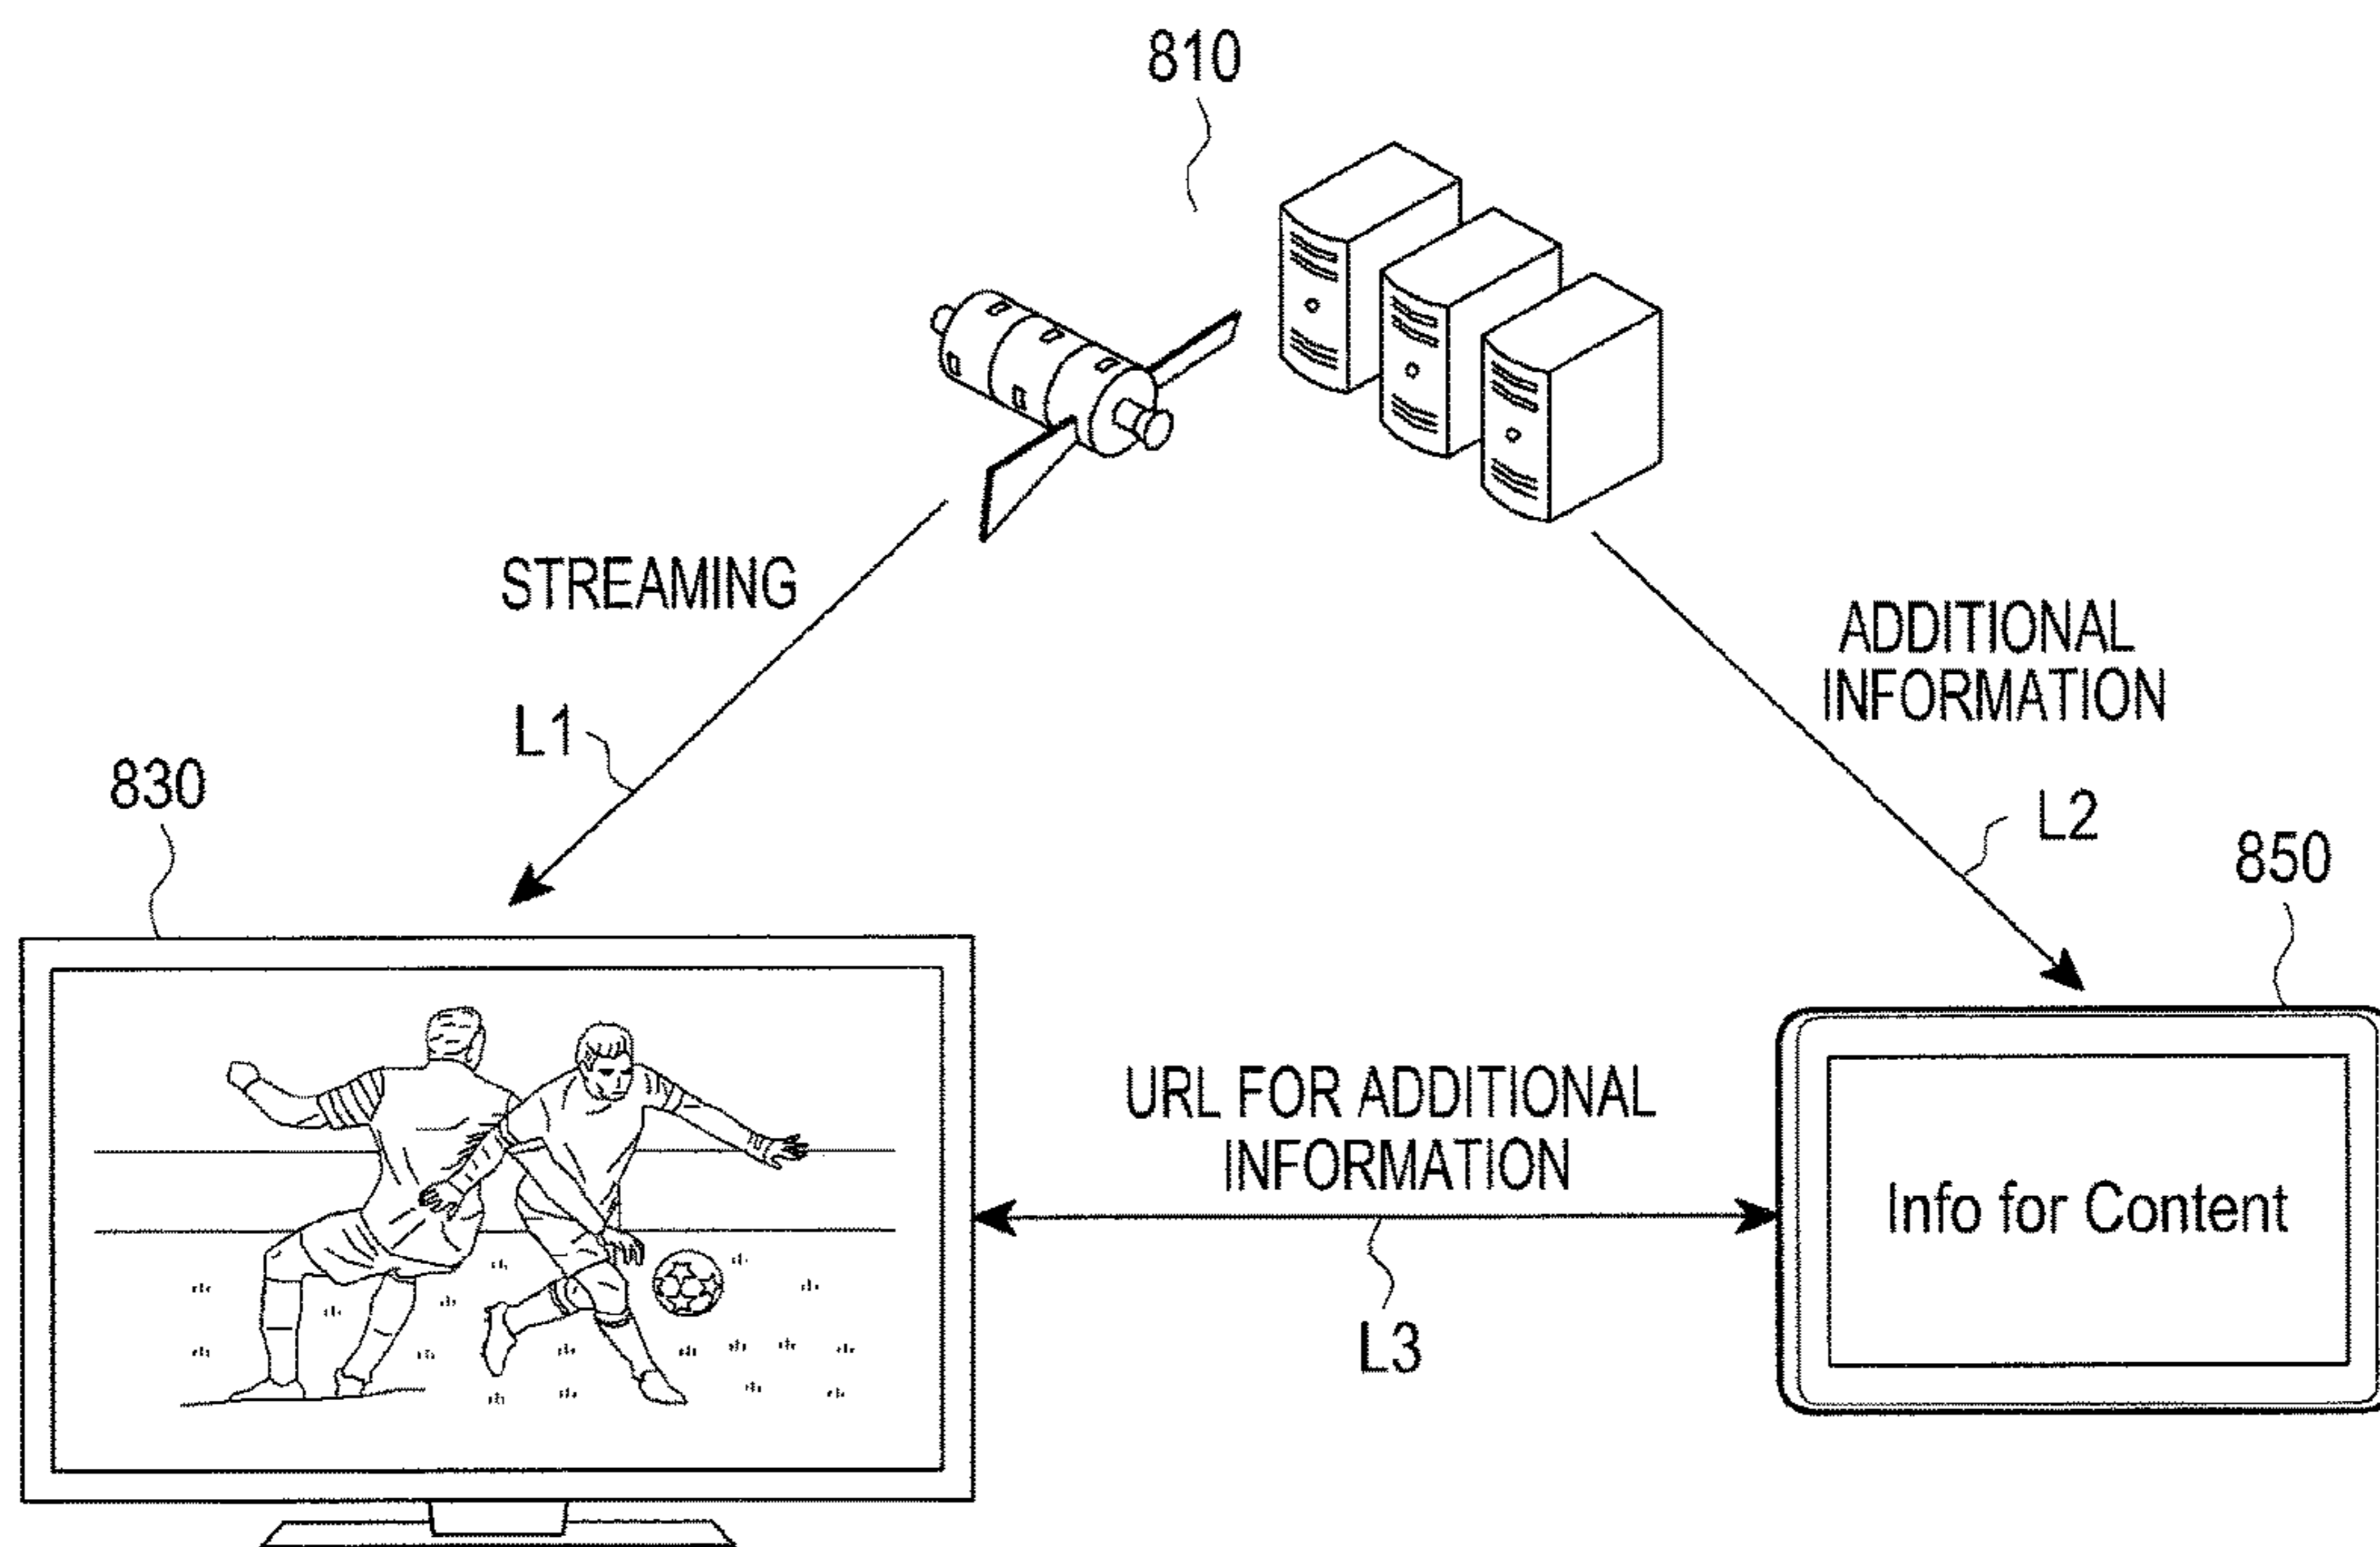 810
STREAMING
ADDITIONAL
INFORMATION
L1
L2
830
850
URL FOR ADDITIONAL
INFORMATION
Info for Content
L3